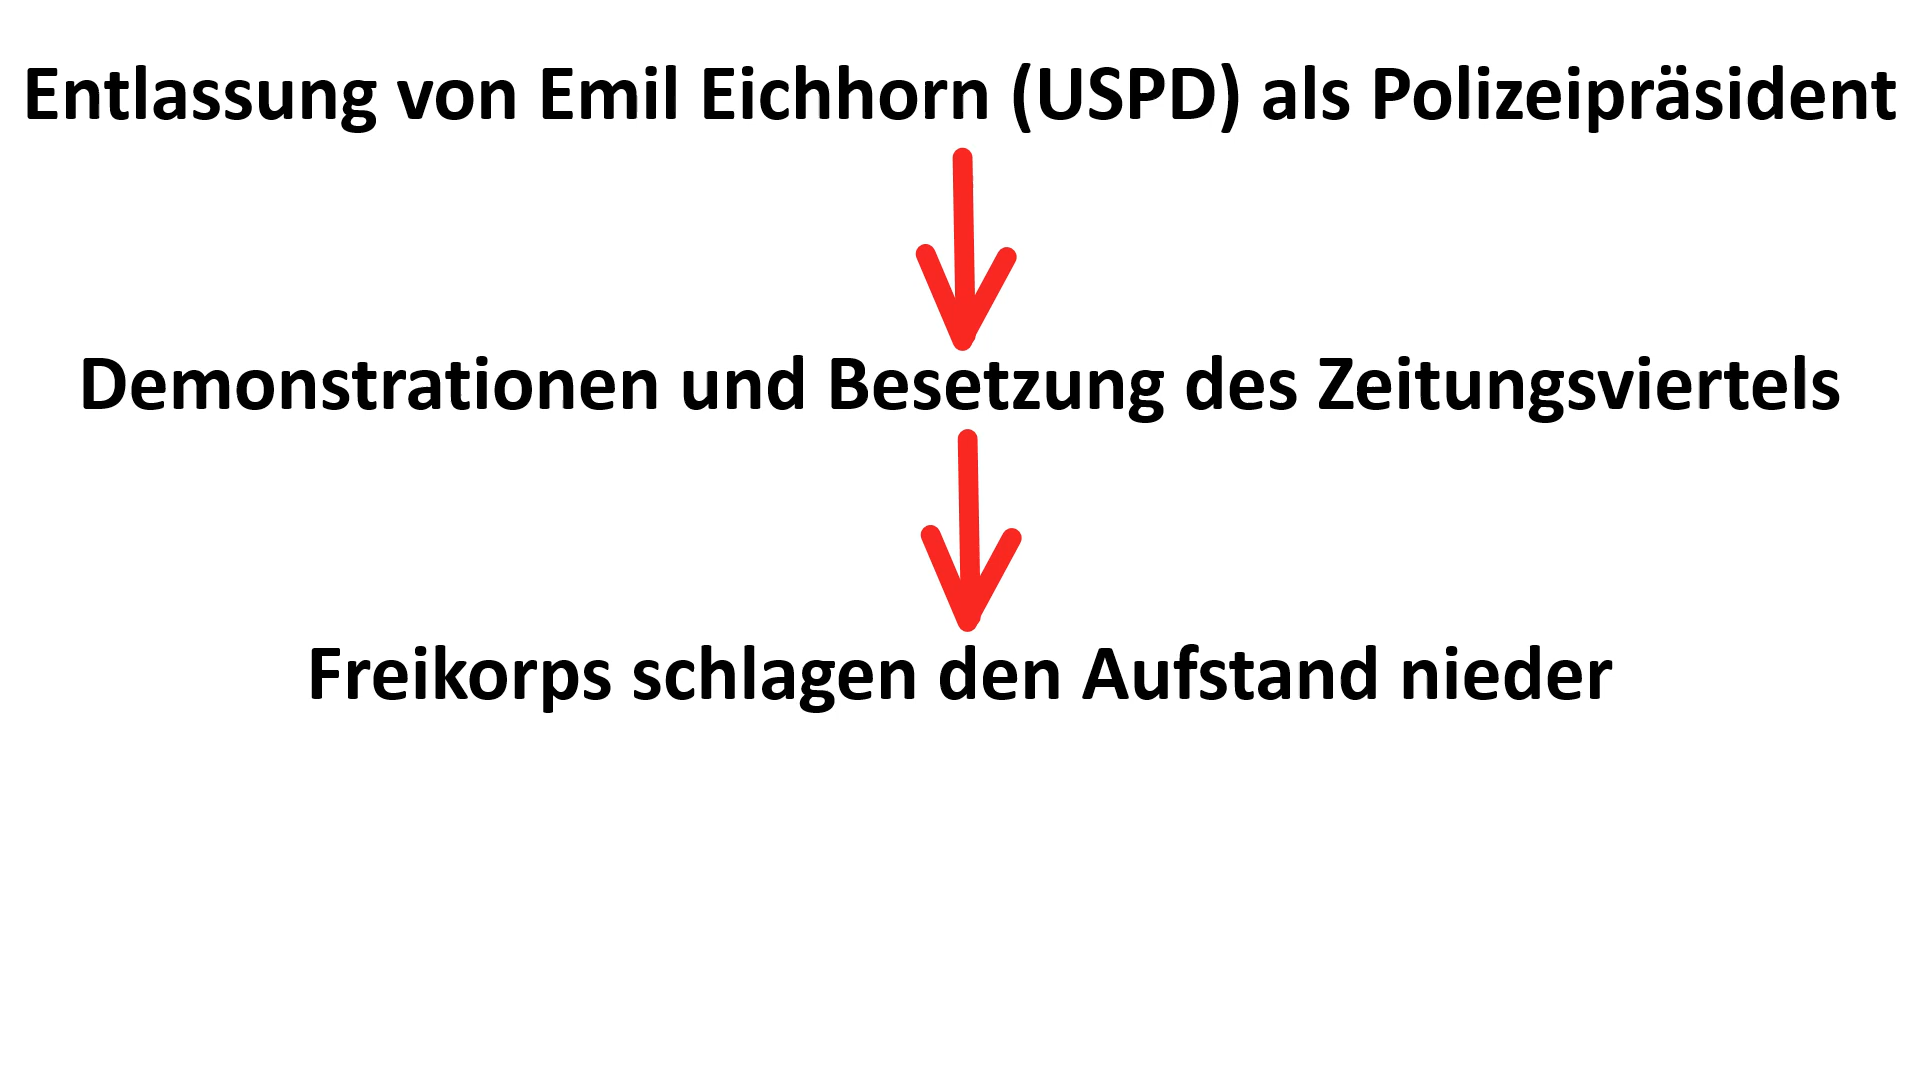 Entlassung von Emil Eichhorn (USPD) als Polizeipräsident
Demonstrationen und Besetzung des Zeitungsviertels
Freikorps schlagen den Aufstand nieder